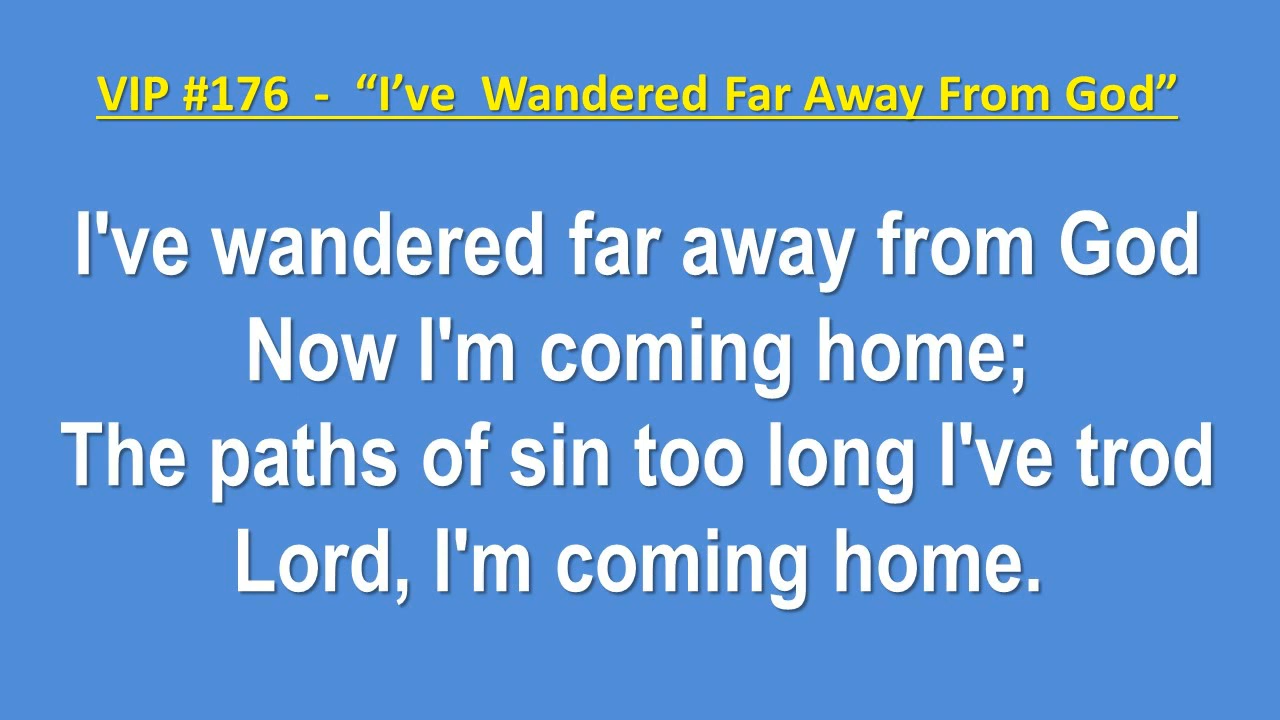 VIP #176  -  “I’ve  Wandered Far Away From God”
I've wandered far away from God
Now I'm coming home;
The paths of sin too long I've trod
Lord, I'm coming home.